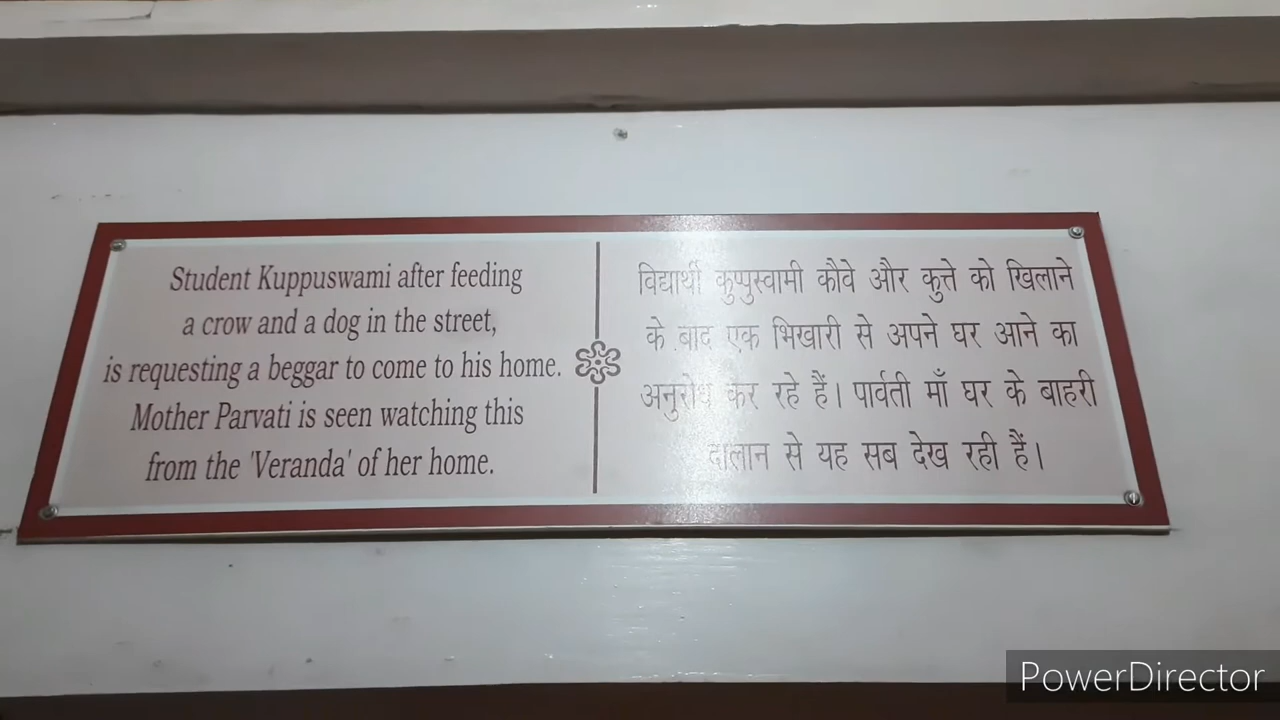 Student Kuppuswami after feeding
a crow and a dog in the street,
is requesting a beggar to come to his home.
Mother Parvati is seen watching this
from the 'Veranda' of her home.
विद्यार्थी कुप्पुस्वामी कौवे और कुत्ते को खिलाने
के बाद एक भिखारी से अपने घर आने का
अनुरोध कर रहे हैं। पार्वती माँ घर के बाहरी
दालान से यह सब देख रही हैं।
PowerDirector